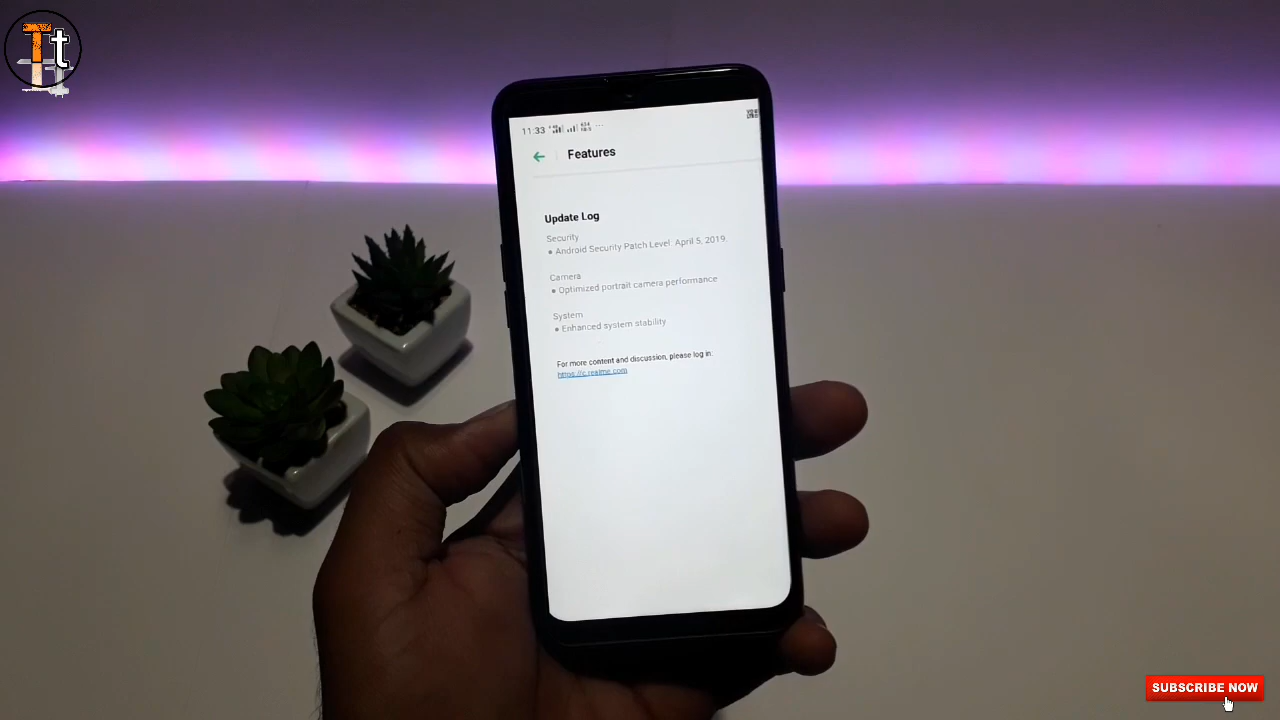 Tt
11:33
Features
Update Log
Security
• Android Security Patch Level: April 5, 2019.
Camera
• Optimized portrait camera performance
System
• Enhanced system stability
For more content and discussion, please log in:
https://c.realme.com
SUBSCRIBE NOW